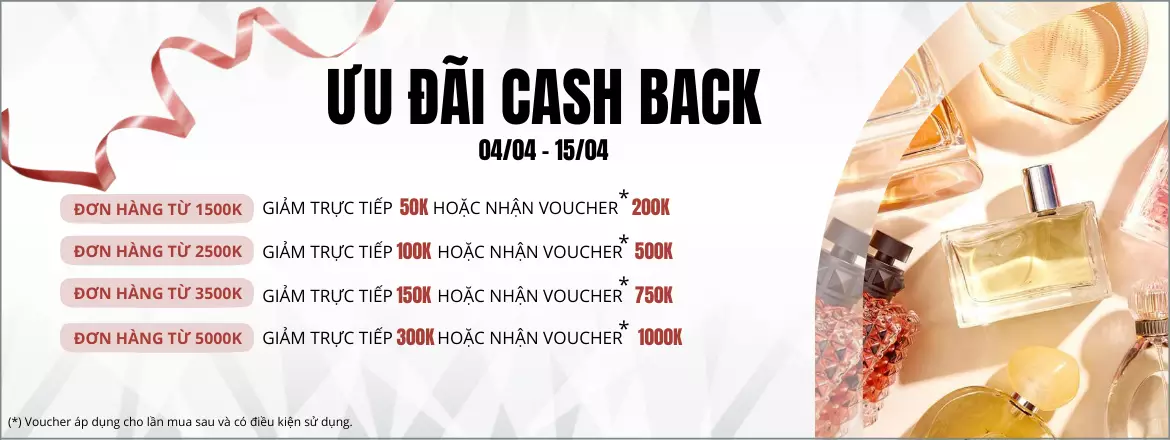 ƯU ĐÃI CASH BACK
04/04 - 15/04
ĐƠN HÀNG TỪ 1500K GIẢM TRỰC TIẾP 50K HOẶC NHẬN VOUCHER* 200K
ĐƠN HÀNG TỪ 2500K GIẢM TRỰC TIẾP 100K HOẶC NHẬN VOUCHER* 500K
ĐƠN HÀNG TỪ 3500K GIẢM TRỰC TIẾP 150K HOẶC NHẬN VOUCHER* 750K
ĐƠN HÀNG TỪ 5000K GIẢM TRỰC TIẾP 300K HOẶC NHẬN VOUCHER* 1000K
(*) Voucher áp dụng cho lần mua sau và có điều kiện sử dụng.